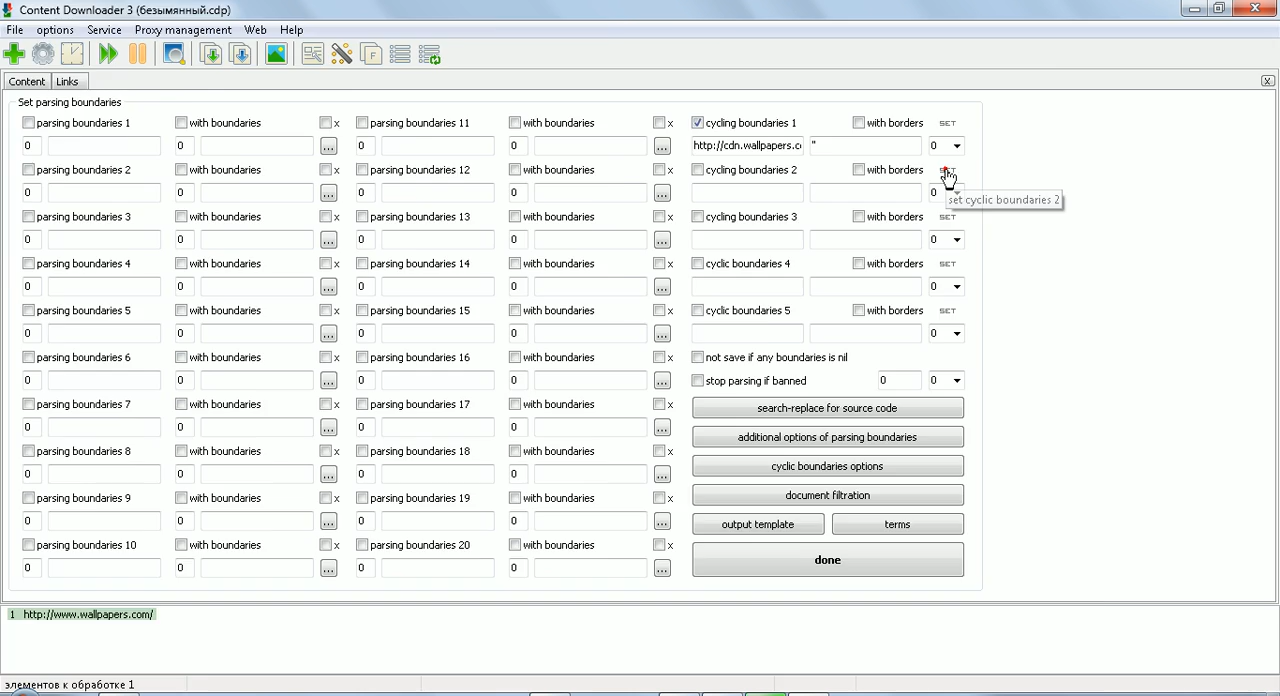 Content Downloader 3 (безымянный.cdp)
File options Service Proxy management Web Help
Content Links
Set parsing boundaries
parsing boundaries 1 with boundaries x parsing boundaries 11 with boundaries x cycling boundaries 1 with borders SET
0 0 ... 0 0 ... http://cdn.wallpapers.co " 0
parsing boundaries 2 with boundaries x parsing boundaries 12 with boundaries x cycling boundaries 2 with borders
0 0 ... 0 0 ... 0
set cyclic boundaries 2
parsing boundaries 3 with boundaries x parsing boundaries 13 with boundaries x cycling boundaries 3 with borders SET
0 0 ... 0 0 ... 0
parsing boundaries 4 with boundaries x parsing boundaries 14 with boundaries x cyclic boundaries 4 with borders SET
0 0 ... 0 0 ... 0
parsing boundaries 5 with boundaries x parsing boundaries 15 with boundaries x cyclic boundaries 5 with borders SET
0 0 ... 0 0 ... 0
parsing boundaries 6 with boundaries x parsing boundaries 16 with boundaries x not save if any boundaries is nil
0 0 ... 0 0 ... stop parsing if banned 0 0
parsing boundaries 7 with boundaries x parsing boundaries 17 with boundaries x search-replace for source code
0 0 ... 0 0 ... additional options of parsing boundaries
parsing boundaries 8 with boundaries x parsing boundaries 18 with boundaries x cyclic boundaries options
0 0 ... 0 0 ...
parsing boundaries 9 with boundaries x parsing boundaries 19 with boundaries x document filtration
0 0 ... 0 0 ... output template terms
parsing boundaries 10 with boundaries x parsing boundaries 20 with boundaries x done
0 0 ... 0 0 ...
1 http://www.wallpapers.com/
элементов к обработке 1